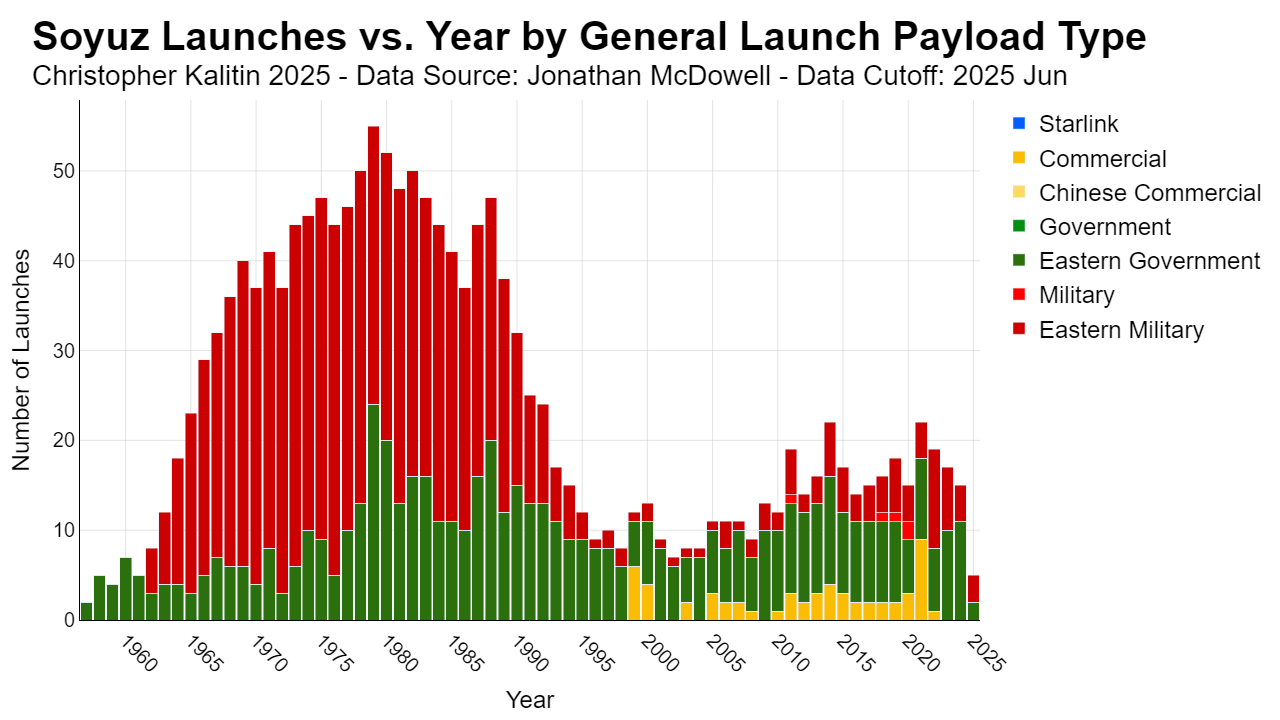 Soyuz Launches vs. Year by General Launch Payload Type
Christopher Kalitin 2025 - Data Source: Jonathan McDowell - Data Cutoff: 2025 Jun
Starlink
Commercial
Chinese Commercial
Government
Eastern Government
Military
Eastern Military
Number of Launches
50
40
30
20
10
0
1960
1965
1970
1975
1980
1985
1990
1995
2000
2005
2010
2015
2020
2025
Year